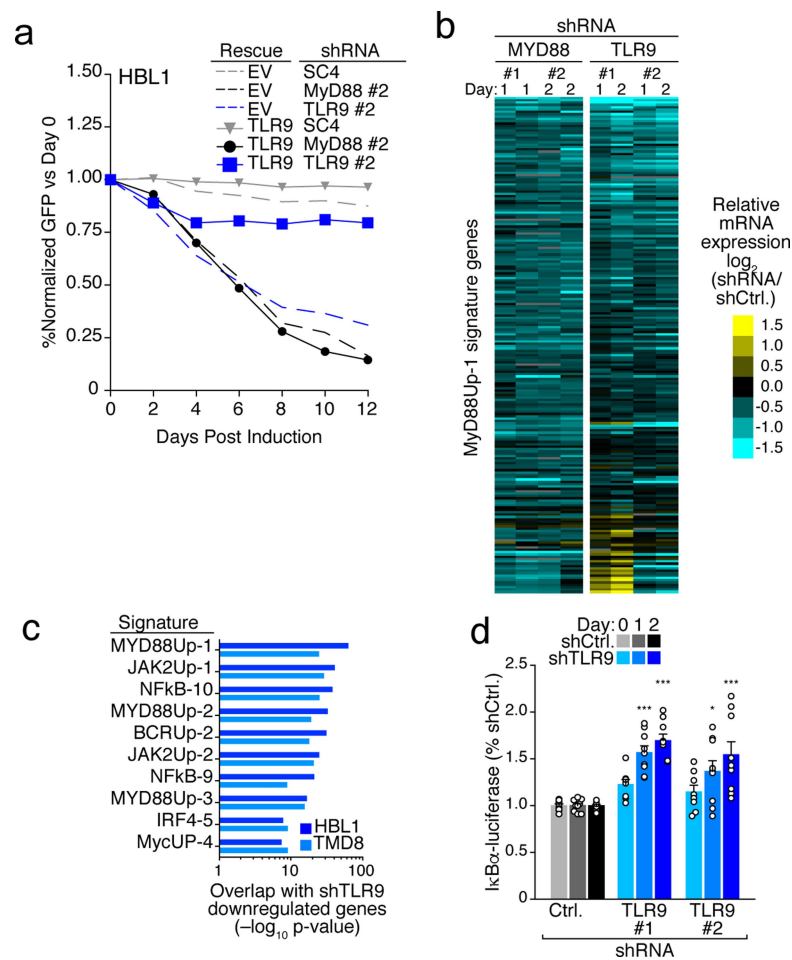 a
HBL1
Rescue shRNA
EV SC4
EV MyD88 #2
EV TLR9 #2
TLR9 SC4
TLR9 MyD88 #2
TLR9 TLR9 #2
%Normalized GFP vs Day 0
1.50
1.25
1.00
0.75
0.50
0.25
0
0 2 4 6 8 10 12
Days Post Induction
b
shRNA
MYD88 TLR9
#1 #2 #1 #2
Day: 1 1 2 2 1 2 1 2
MyD88Up-1 signature genes
Relative
mRNA
expression
log2
(shRNA/
shCtrl.)
1.5
1.0
0.5
0.0
-0.5
-1.0
-1.5
c
Signature
MYD88Up-1
JAK2Up-1
NFkB-10
MYD88Up-2
BCRUp-2
JAK2Up-2
NFkB-9
MYD88Up-3
IRF4-5
MycUP-4
HBL1
TMD8
1 10 100
Overlap with shTLR9
downregulated genes
(–log10 p-value)
d
Day: 0 1 2
shCtrl.
shTLR9
IκBα-luciferase (% shCtrl.)
2.5
2.0
1.5
1.0
0.5
0
*** *** * ***
Ctrl. TLR9 TLR9
#1 #2
shRNA